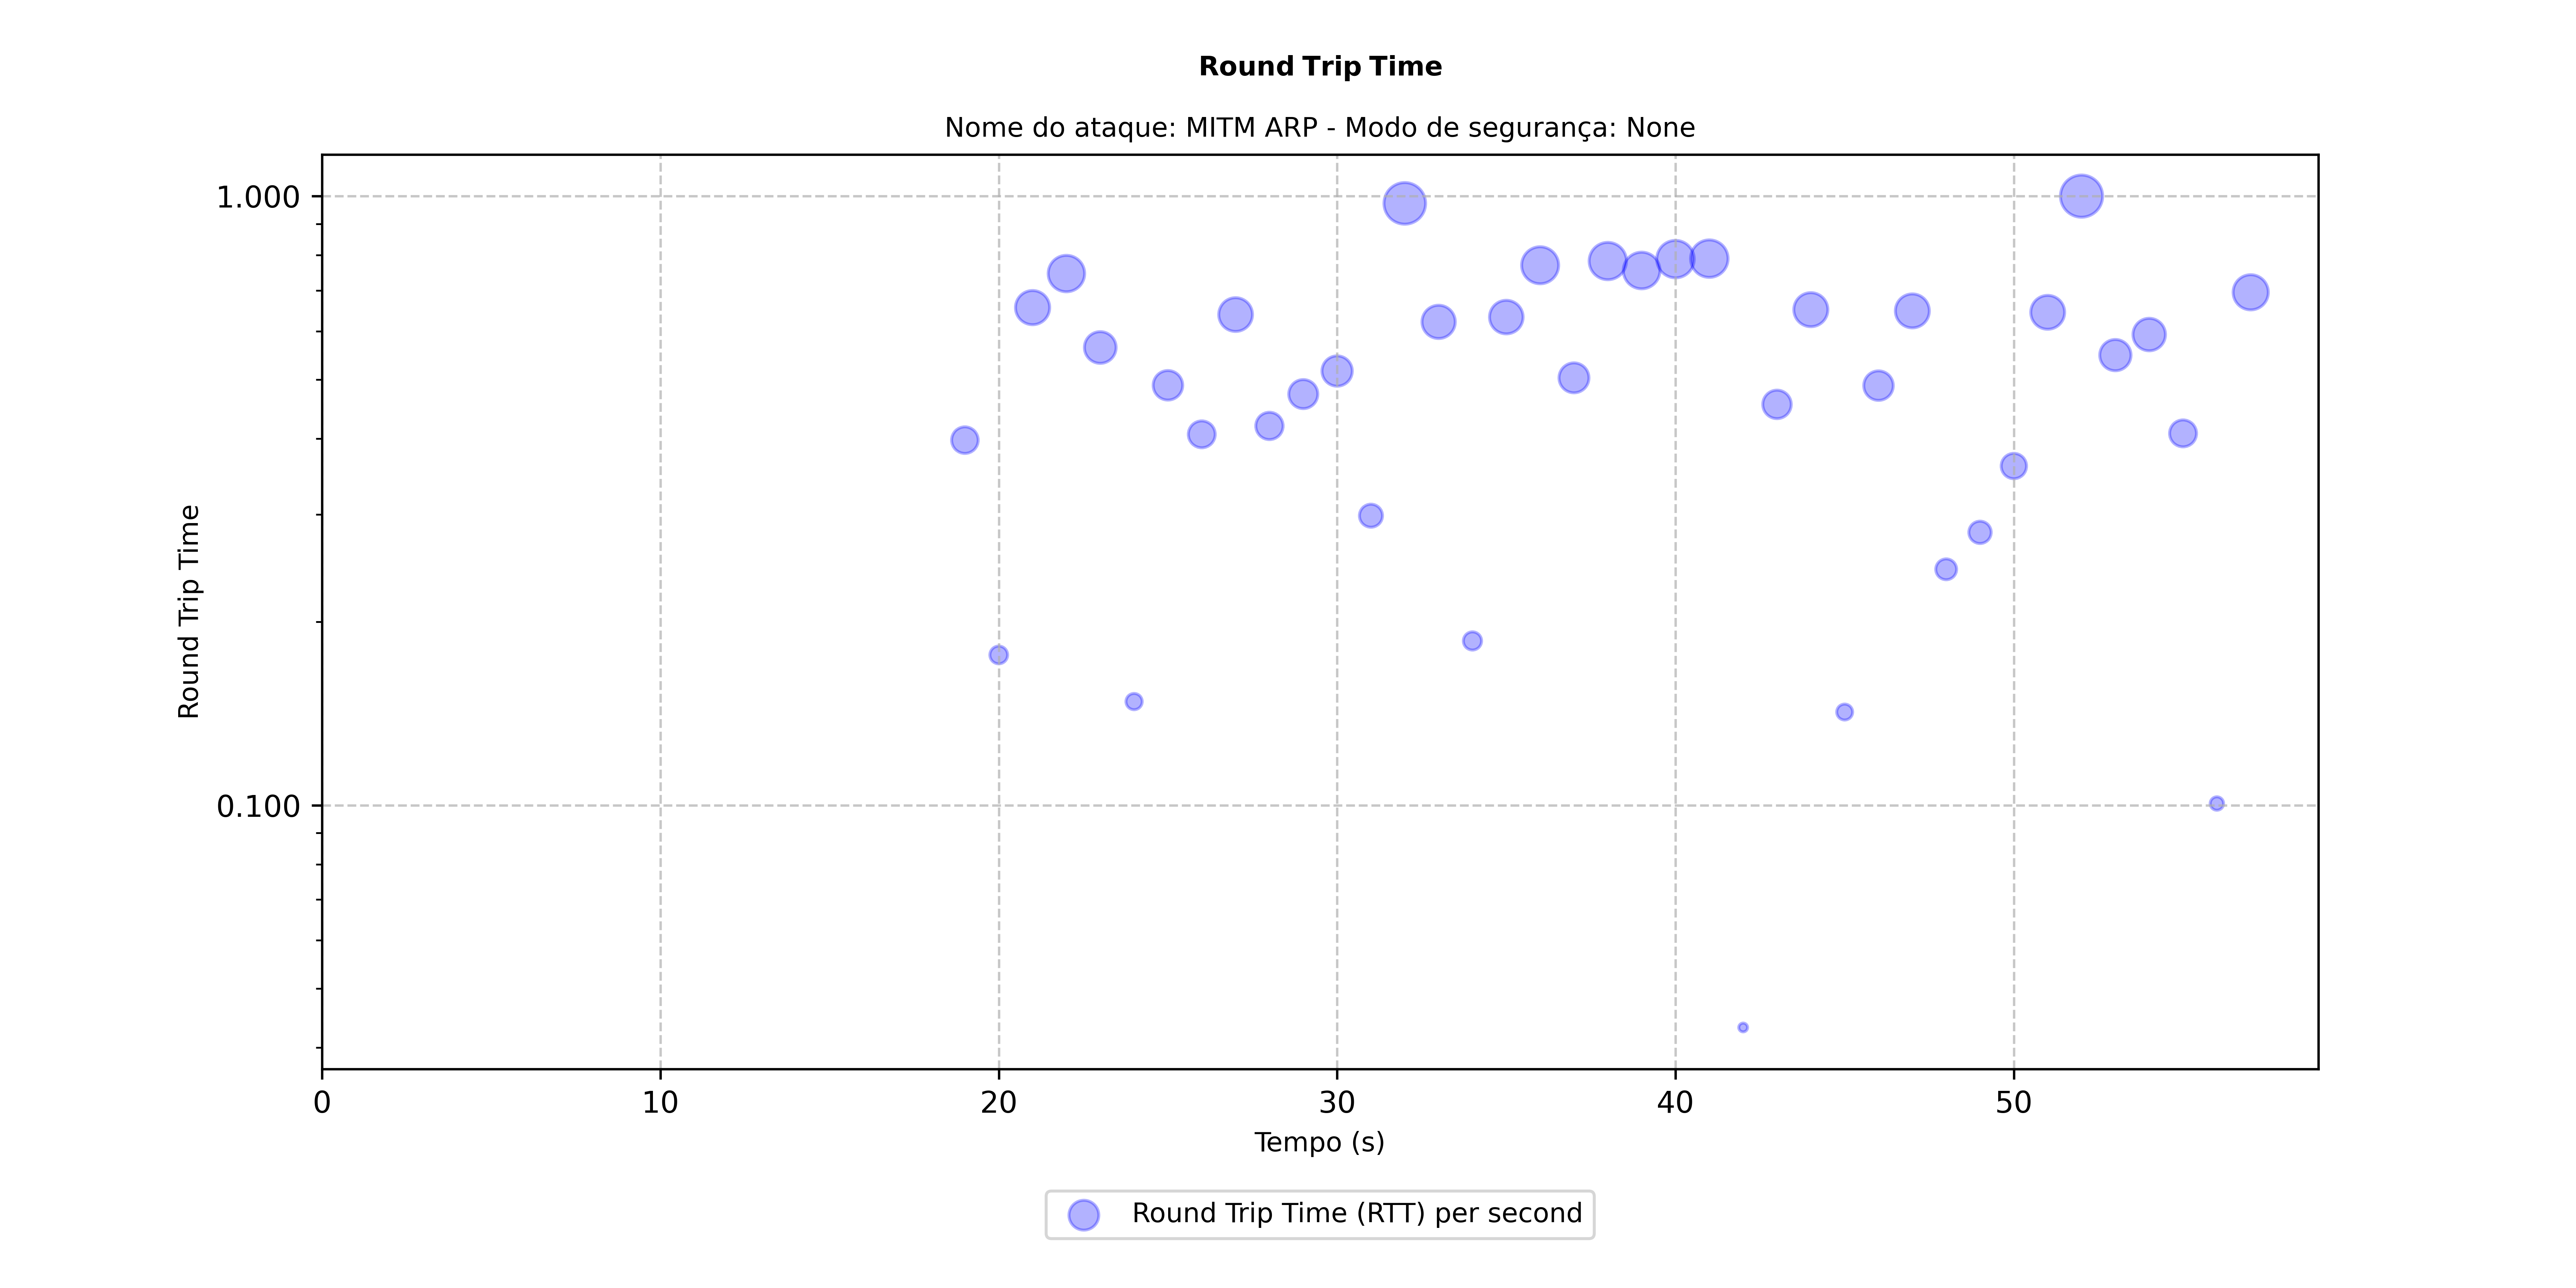 Round Trip Time
Nome do ataque: MITM ARP - Modo de segurança: None
1.000
0.100
Round Trip Time
0 10 20 30 40 50
Tempo (s)
Round Trip Time (RTT) per second